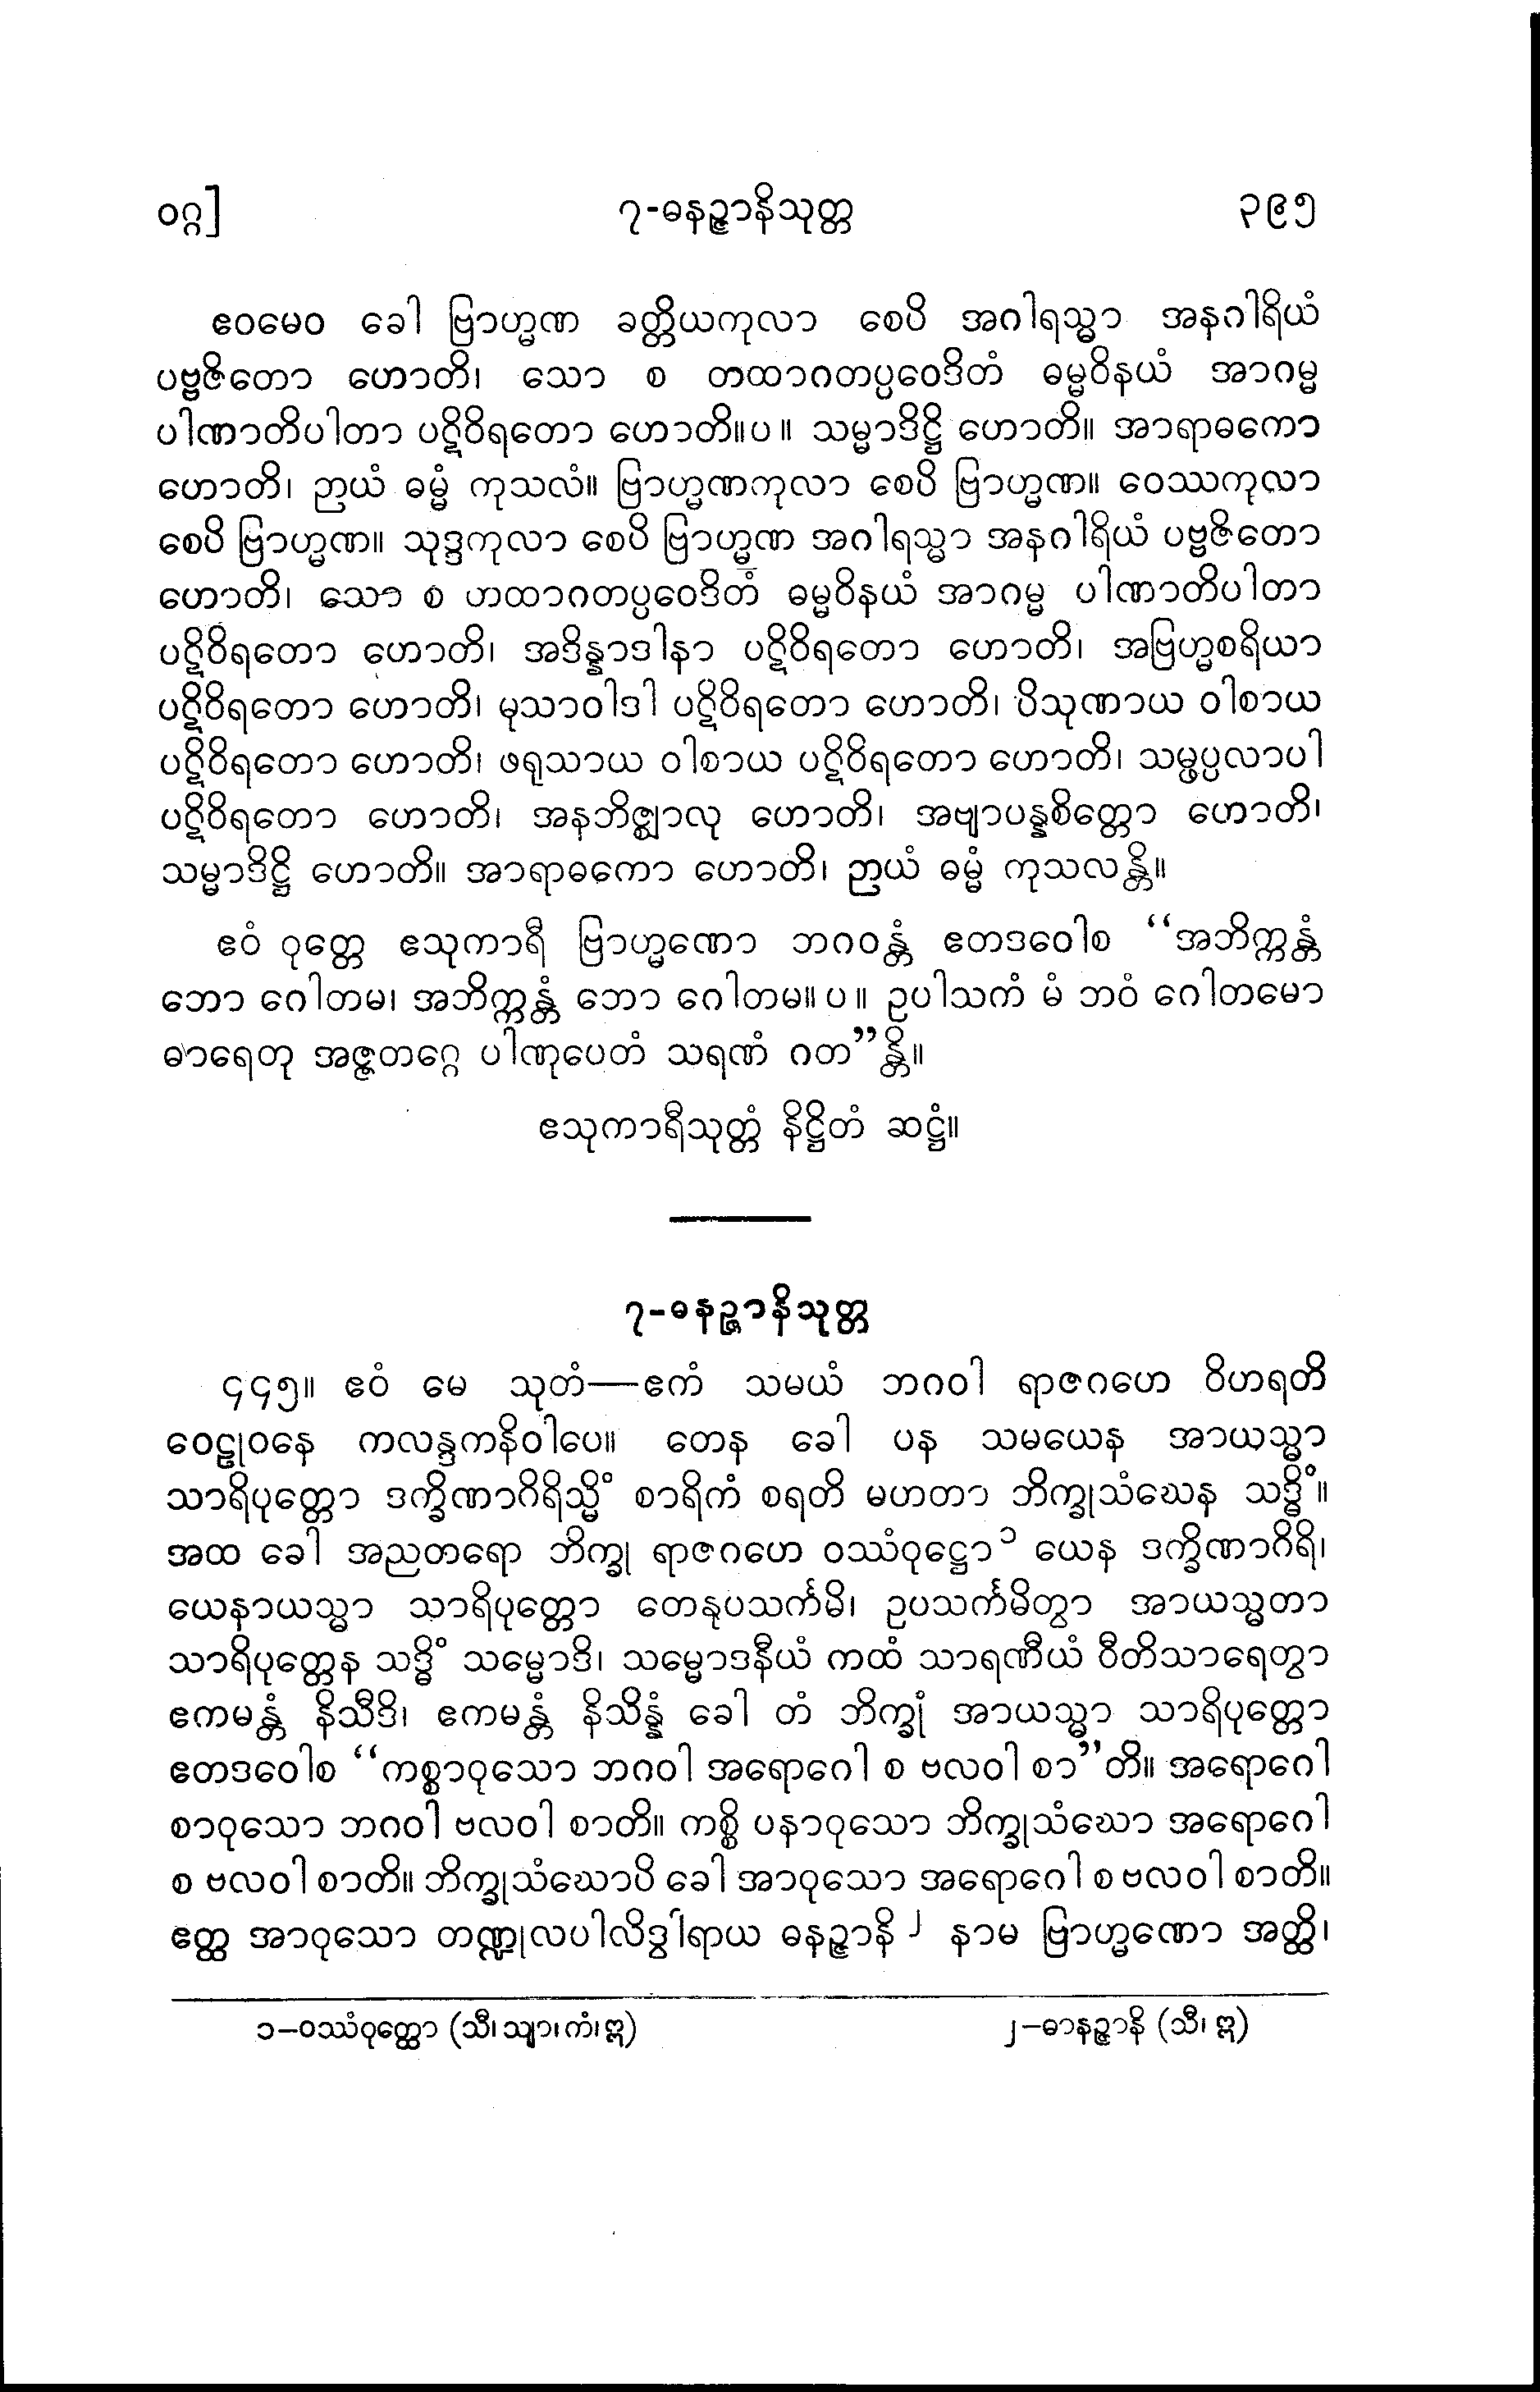 ဝဂ္ဂ]	၇-ဓနဉ္ဇာနိသုတ္တ	၃၉၅
ဧဝမေဝ ခေါ ဗြာဟ္မဏ ခတ္တိယကုလာ စေပိ အဂါရသ္မာ အနဂါရိယံ
ပဗ္ဗဇိတော ဟောတိ၊ သော စ တထာဂတပ္ပဝေဒိတံ ဓမ္မဝိနယံ အာဂမ္မ
ပါဏာတိပါတာ ပဋိဝိရတော ဟောတိ။ပ။ သမ္မာဒိဋ္ဌိ ဟောတိ။ အာရာဓကော
ဟောတိ၊ ဉာယံ ဓမ္မံ ကုသလံ။ ဗြာဟ္မဏကုလာ စေပိ ဗြာဟ္မဏ။ ဝေဿကုလာ
စေပိ ဗြာဟ္မဏ။ သုဒ္ဒကုလာ စေပိ ဗြာဟ္မဏ အဂါရသ္မာ အနဂါရိယံ ပဗ္ဗဇိတော
ဟောတိ၊ သော စ တထာဂတပ္ပဝေဒိတံ ဓမ္မဝိနယံ အာဂမ္မ ပါဏာတိပါတာ
ပဋိဝိရတော ဟောတိ၊ အဒိန္နာဒါနာ ပဋိဝိရတော ဟောတိ၊ အဗြဟ္မစရိယာ
ပဋိဝိရတော ဟောတိ၊ မုသာဝါဒါ ပဋိဝိရတော ဟောတိ၊ ပိသုဏာယ ဝါစာယ
ပဋိဝိရတော ဟောတိ၊ ဖရုသာယ ဝါစာယ ပဋိဝိရတော ဟောတိ၊ သမ္ဖပ္ပလာပါ
ပဋိဝိရတော ဟောတိ၊ အနဘိဇ္ဈာလု ဟောတိ၊ အဗျာပန္နစိတ္တော ဟောတိ၊
သမ္မာဒိဋ္ဌိ ဟောတိ။ အာရာဓကော ဟောတိ၊ ဉာယံ ဓမ္မံ ကုသလန္တိ။
ဧဝံ ဝုတ္တေ ဧသုကာရီ ဗြာဟ္မဏော ဘဂဝန္တံ ဧတဒဝေါစ “အဘိက္ကန္တံ
ဘော ဂေါတမ၊ အဘိက္ကန္တံ ဘော ဂေါတမ။ပ။ ဥပါသကံ မံ ဘဝံ ဂေါတမော
ဓာရေတု အဇ္ဇတဂ္ဂေ ပါဏုပေတံ သရဏံ ဂတ”န္တိ။
ဧသုကာရီသုတ္တံ နိဋ္ဌိတံ ဆဋ္ဌံ။
၇-ဓနဉ္ဇာနိသုတ္တ
၄၄၅။ ဧဝံ မေ သုတံ—ဧကံ သမယံ ဘဂဝါ ရာဇဂဟေ ဝိဟရတိ
ဝေဠုဝနေ ကလန္ဒကနိဝါပေ။ တေန ခေါ ပန သမယေန အာယသ္မာ
သာရိပုတ္တော ဒက္ခိဏာဂိရိသ္မိံ စာရိကံ စရတိ မဟတာ ဘိက္ခုသံဃေန သဒ္ဓိံ။
အထ ခေါ အညတရော ဘိက္ခု ရာဇဂဟေ ဝဿံဝုဋ္ဌော၁ ယေန ဒက္ခိဏာဂိရိ၊
ယေနာယသ္မာ သာရိပုတ္တော တေနုပသင်္ကမိ၊ ဥပသင်္ကမိတွာ အာယသ္မတာ
သာရိပုတ္တေန သဒ္ဓိံ သမ္မောဒိ၊ သမ္မောဒနီယံ ကထံ သာရဏီယံ ဝီတိသာရေတွာ
ဧကမန္တံ နိသီဒိ၊ ဧကမန္တံ နိသိန္နံ ခေါ တံ ဘိက္ခုံ အာယသ္မာ သာရိပုတ္တော
ဧတဒဝေါစ “ကစ္စာဝုသော ဘဂဝါ အရောဂေါ စ ဗလဝါ စာ”တိ။ အရောဂေါ
စာဝုသော ဘဂဝါ ဗလဝါ စာတိ။ ကစ္စိ ပနာဝုသော ဘိက္ခုသံဃော အရောဂေါ
စ ဗလဝါ စာတိ။ ဘိက္ခုသံဃောပိ ခေါ အာဝုသော အရောဂေါ စ ဗလဝါ စာတိ။
ဧတ္ထ အာဝုသော တဏ္ဍုလပါလိဒွါရာယ ဓနဉ္ဇာနိ၂ နာမ ဗြာဟ္မဏော အတ္ထိ၊
၁–ဝဿံဝုတ္ထော (သီ၊ သျာ၊ ကံ၊ ဣ)	၂–ဓာနဉ္ဇာနိ (သီ၊ ဣ)